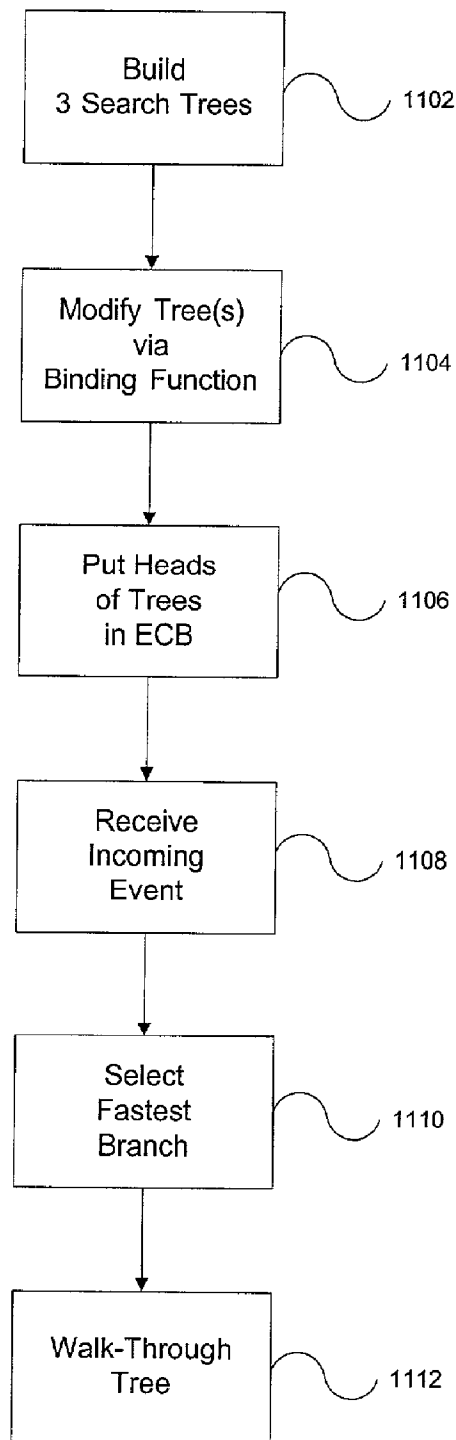 Build
3 Search Trees
1102
Modify Tree(s)
via
Binding Function
1104
Put Heads
of Trees
in ECB
1106
Receive
Incoming
Event
1108
Select
Fastest
Branch
1110
Walk-Through
Tree
1112